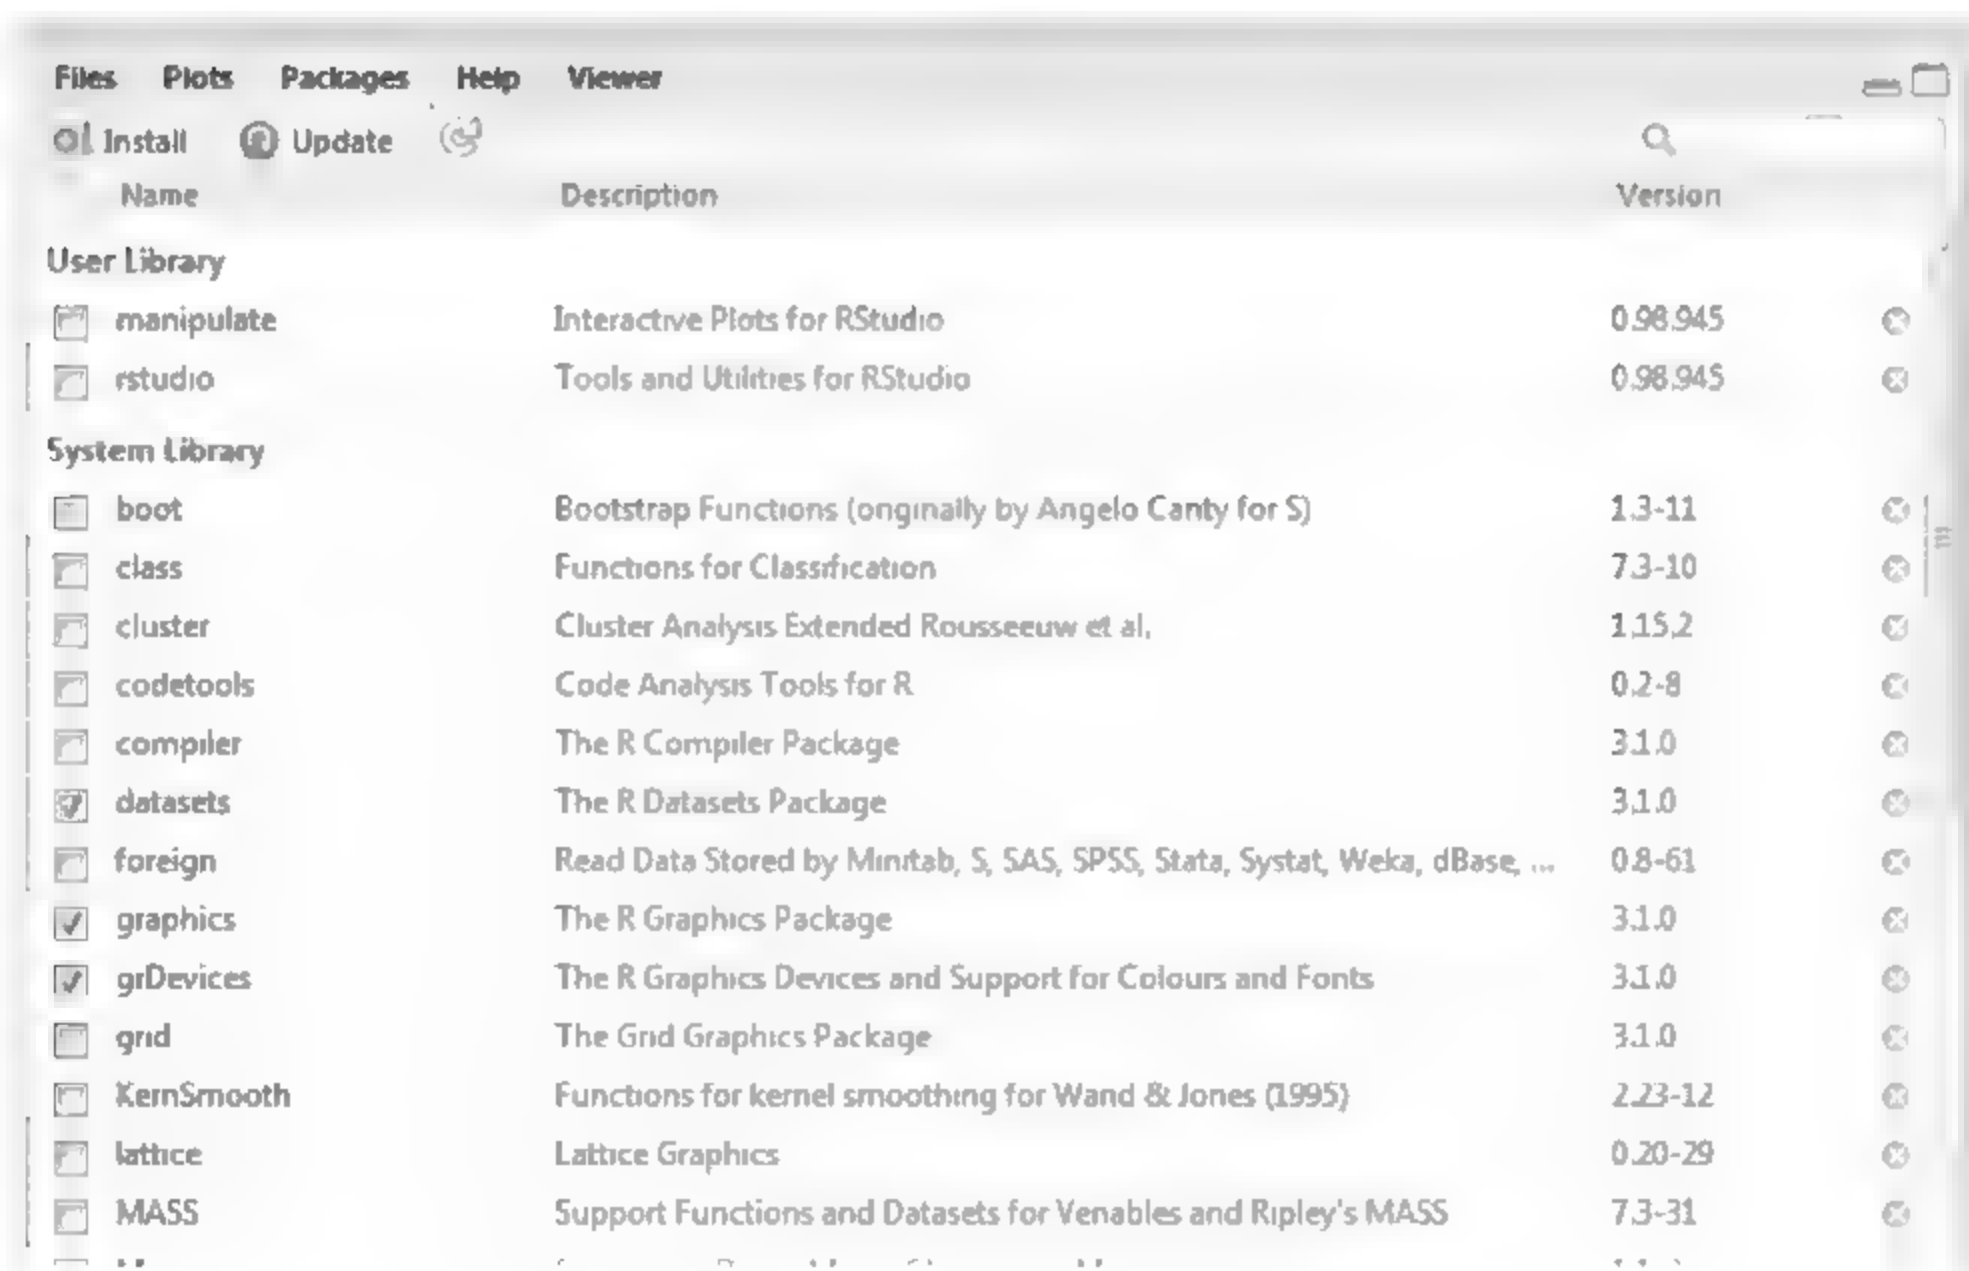 Files Plots Packages Help Viewer
Install Update
Name Description Version
User Library
manipulate Interactive Plots for RStudio 0.98.945
rstudio Tools and Utilities for RStudio 0.98.945
System Library
boot Bootstrap Functions (originally by Angelo Canty for S) 1.3-11
class Functions for Classification 7.3-10
cluster Cluster Analysis Extended Rousseeuw et al. 1.15.2
codetools Code Analysis Tools for R 0.2-8
compiler The R Compiler Package 3.1.0
datasets The R Datasets Package 3.1.0
foreign Read Data Stored by Minitab, S, SAS, SPSS, Stata, Systat, Weka, dBase, ... 0.8-61
graphics The R Graphics Package 3.1.0
grDevices The R Graphics Devices and Support for Colours and Fonts 3.1.0
grid The Grid Graphics Package 3.1.0
KernSmooth Functions for kernel smoothing for Wand & Jones (1995) 2.23-12
lattice Lattice Graphics 0.20-29
MASS Support Functions and Datasets for Venables and Ripley's MASS 7.3-31